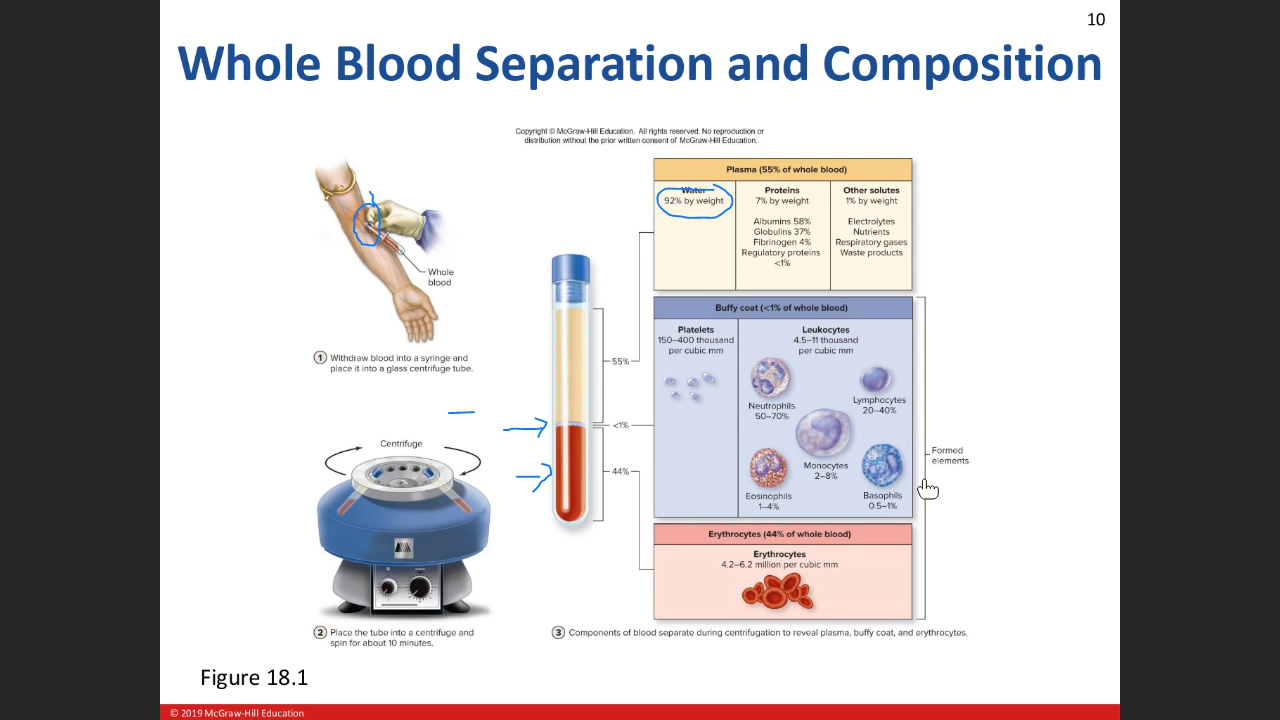 10
Whole Blood Separation and Composition
Copyright © McGraw-Hill Education. All rights reserved. No reproduction or
distribution without the prior written consent of McGraw-Hill Education.
Whole
blood
1 Withdraw blood into a syringe and
place it into a glass centrifuge tube.
Centrifuge
2 Place the tube into a centrifuge and
spin for about 10 minutes.
55%
<1%
44%
Plasma (55% of whole blood)
Water
92% by weight
Proteins
7% by weight
Albumins 58%
Globulins 37%
Fibrinogen 4%
Regulatory proteins
<1%
Other solutes
1% by weight
Electrolytes
Nutrients
Respiratory gases
Waste products
Buffy coat (<1% of whole blood)
Platelets
150–400 thousand
per cubic mm
Leukocytes
4.5–11 thousand
per cubic mm
Neutrophils
50–70%
Lymphocytes
20–40%
Monocytes
2–8%
Eosinophils
1–4%
Basophils
0.5–1%
Formed
elements
Erythrocytes (44% of whole blood)
Erythrocytes
4.2–6.2 million per cubic mm
3 Components of blood separate during centrifugation to reveal plasma, buffy coat, and erythrocytes.
Figure 18.1
© 2019 McGraw-Hill Education